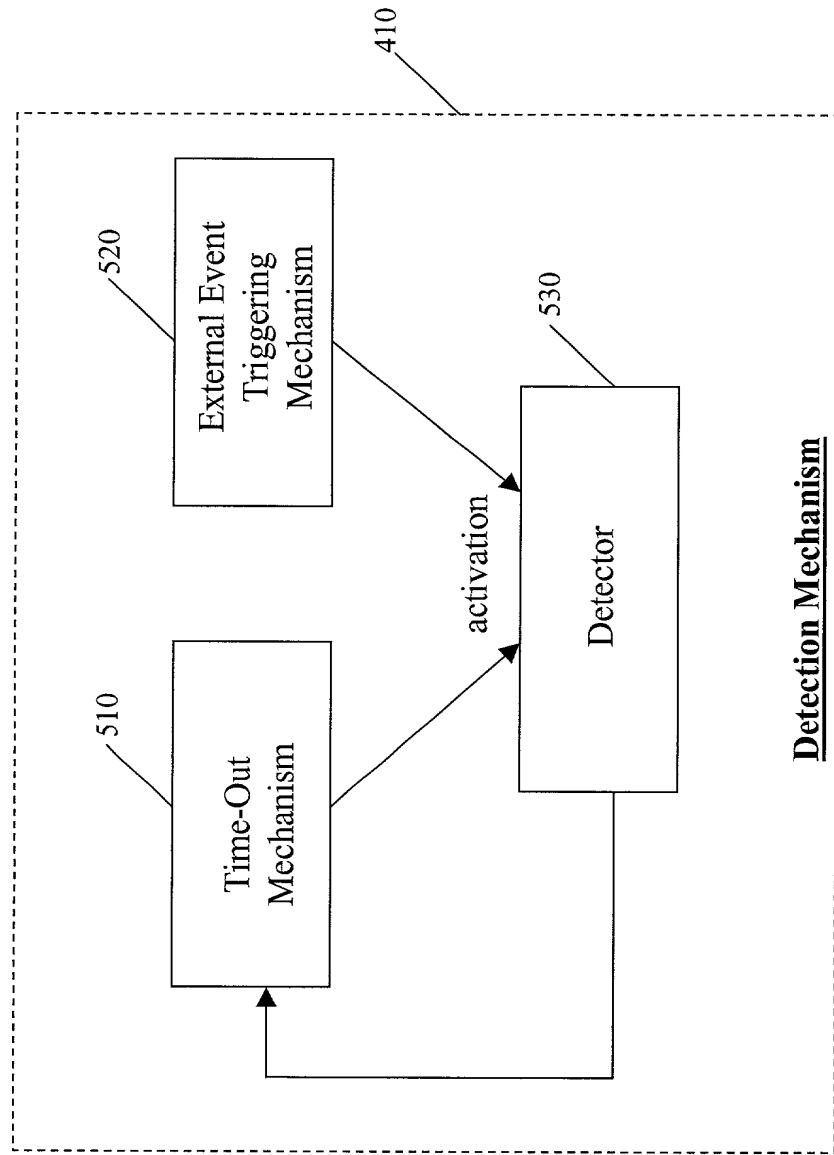 410
510
520
Time-Out
Mechanism
External Event
Triggering
Mechanism
activation
530
Detector
Detection Mechanism